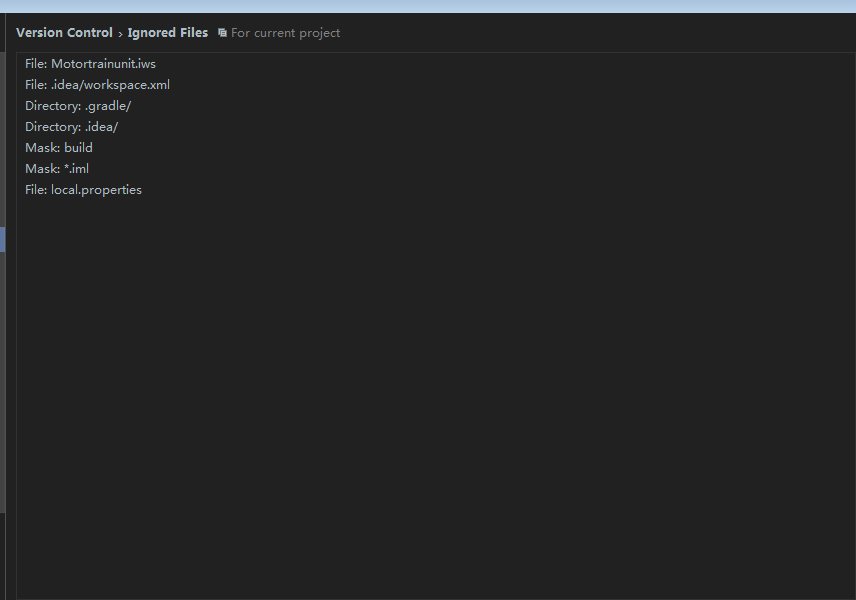 Version Control › Ignored Files For current project
File: Motortrainunit.iws
File: .idea/workspace.xml
Directory: .gradle/
Directory: .idea/
Mask: build
Mask: *.iml
File: local.properties